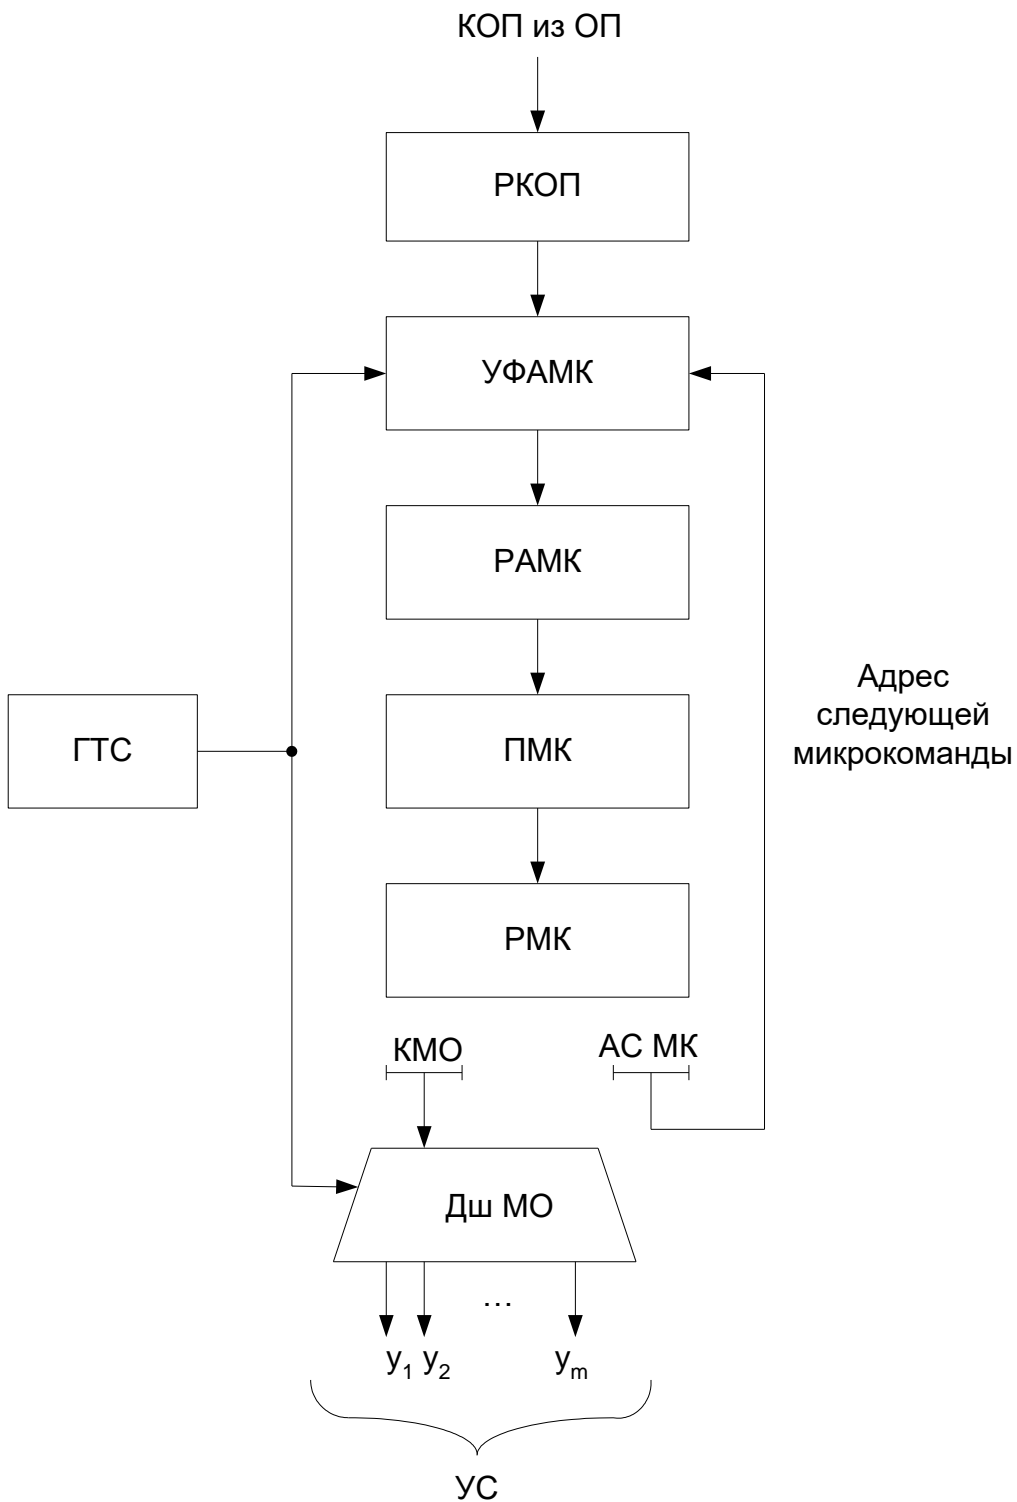 КОП из ОП
РКОП
УФАМК
РАМК
Адрес
следующей
микрокоманды
ГТС
ПМК
РМК
КМО
АС МК
Дш МО
...
y1 y2
ym
УС